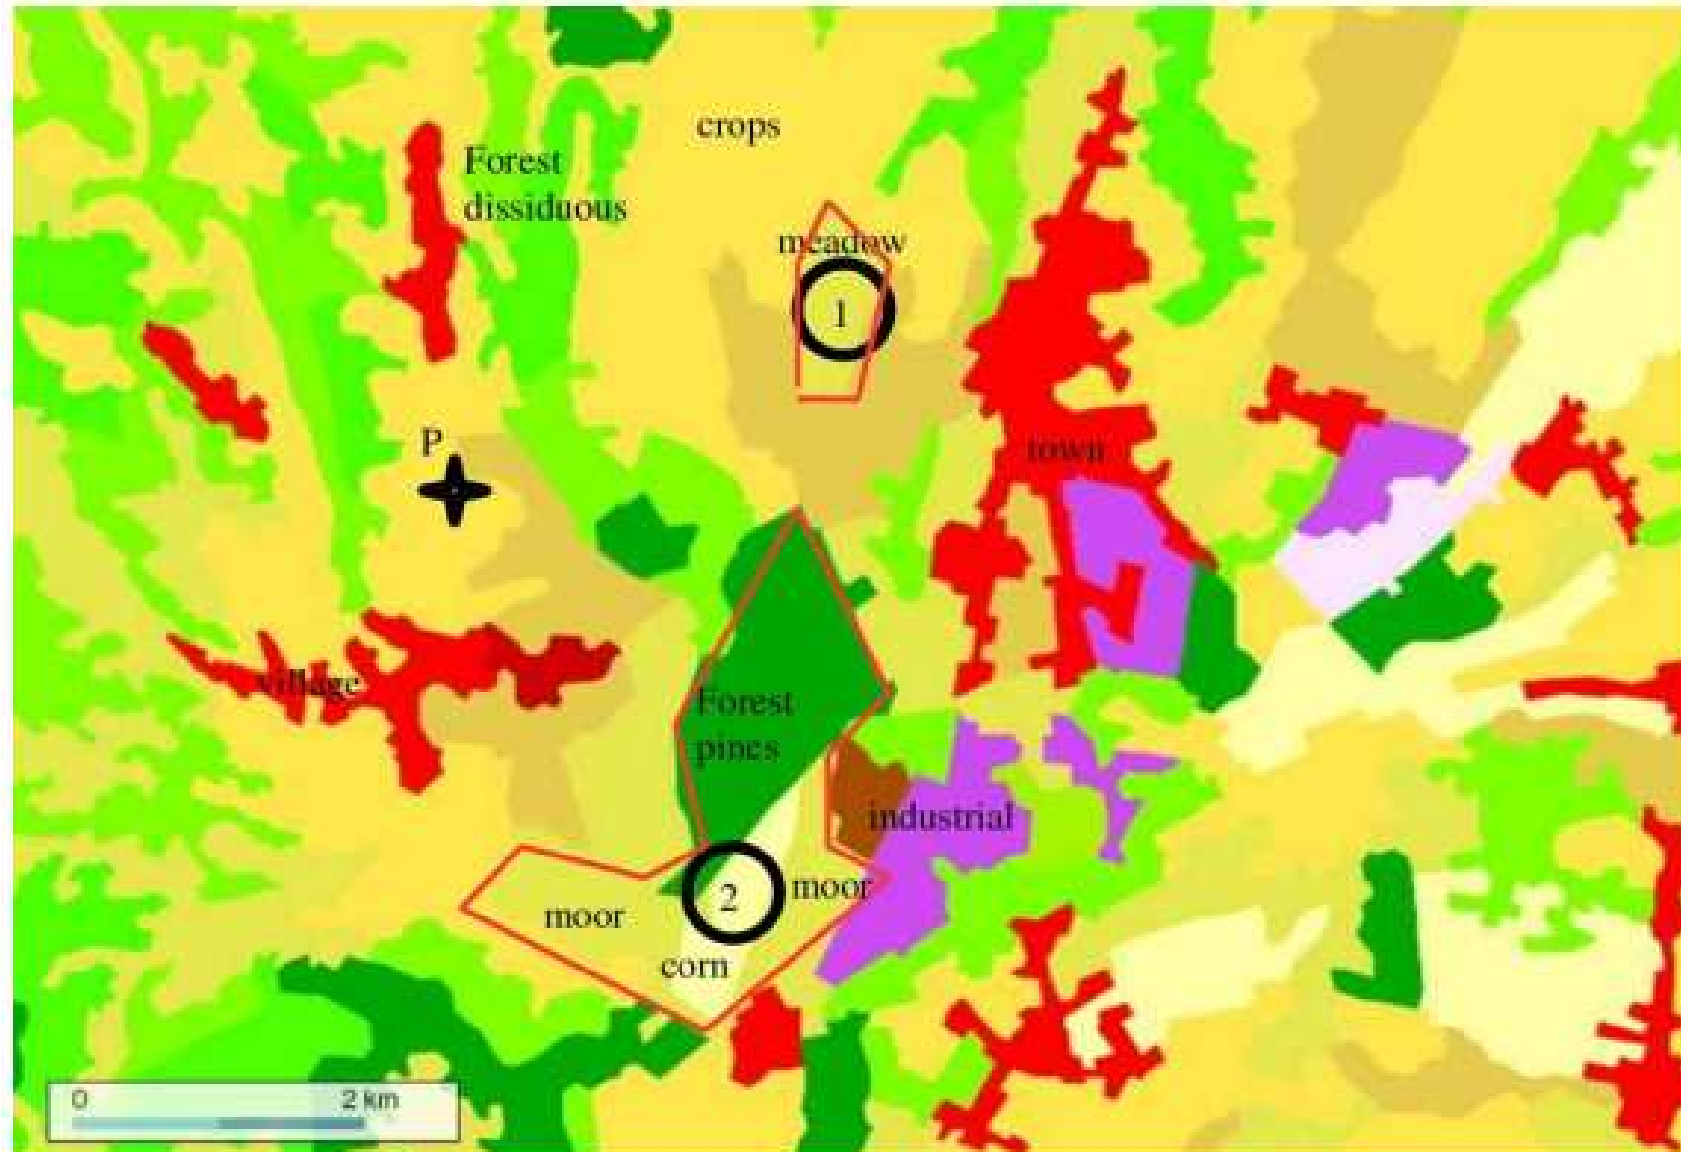 crops
Forest
dissiduous
meadow
1
P
town
village
Forest
pines
industrial
2
moor
moor
corn
0 2 km